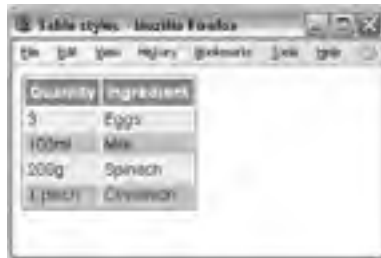 Table styles - Mozilla Firefox
File Edit View History Bookmarks Tools Help
Quantity Ingredient
3 Eggs
100ml Milk
200g Spinach
1 pinch Cinnamon